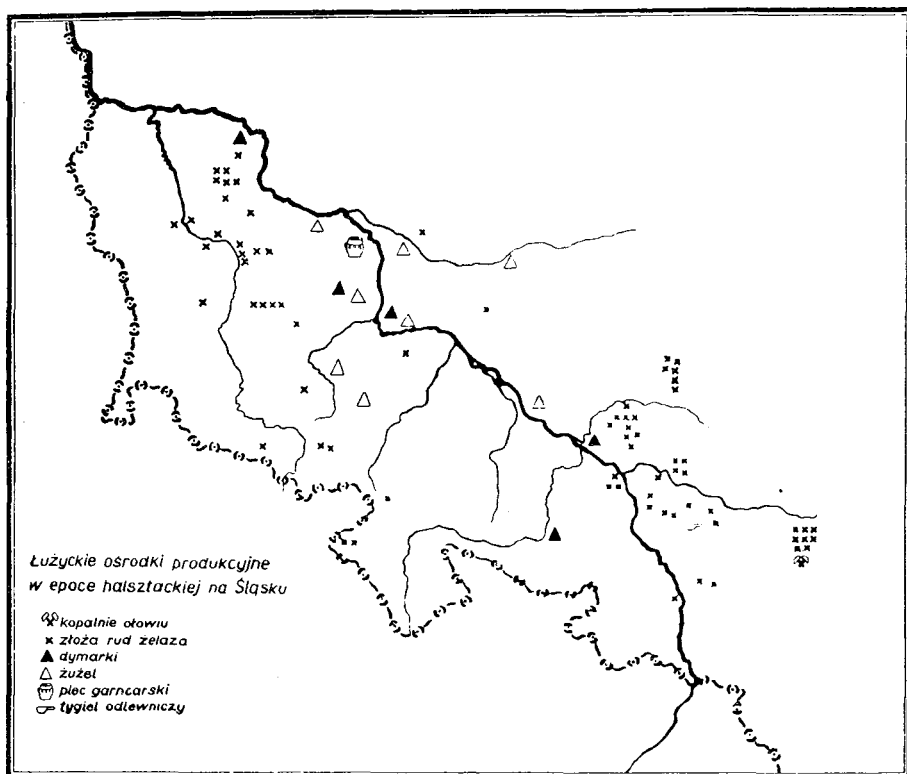 Łużyckie ośrodki produkcyjne
w epoce halsztackiej na Śląsku
kopalnie ołowiu
złoża rud żelaza
dymarki
żużel
piec garncarski
tygiel odlewniczy